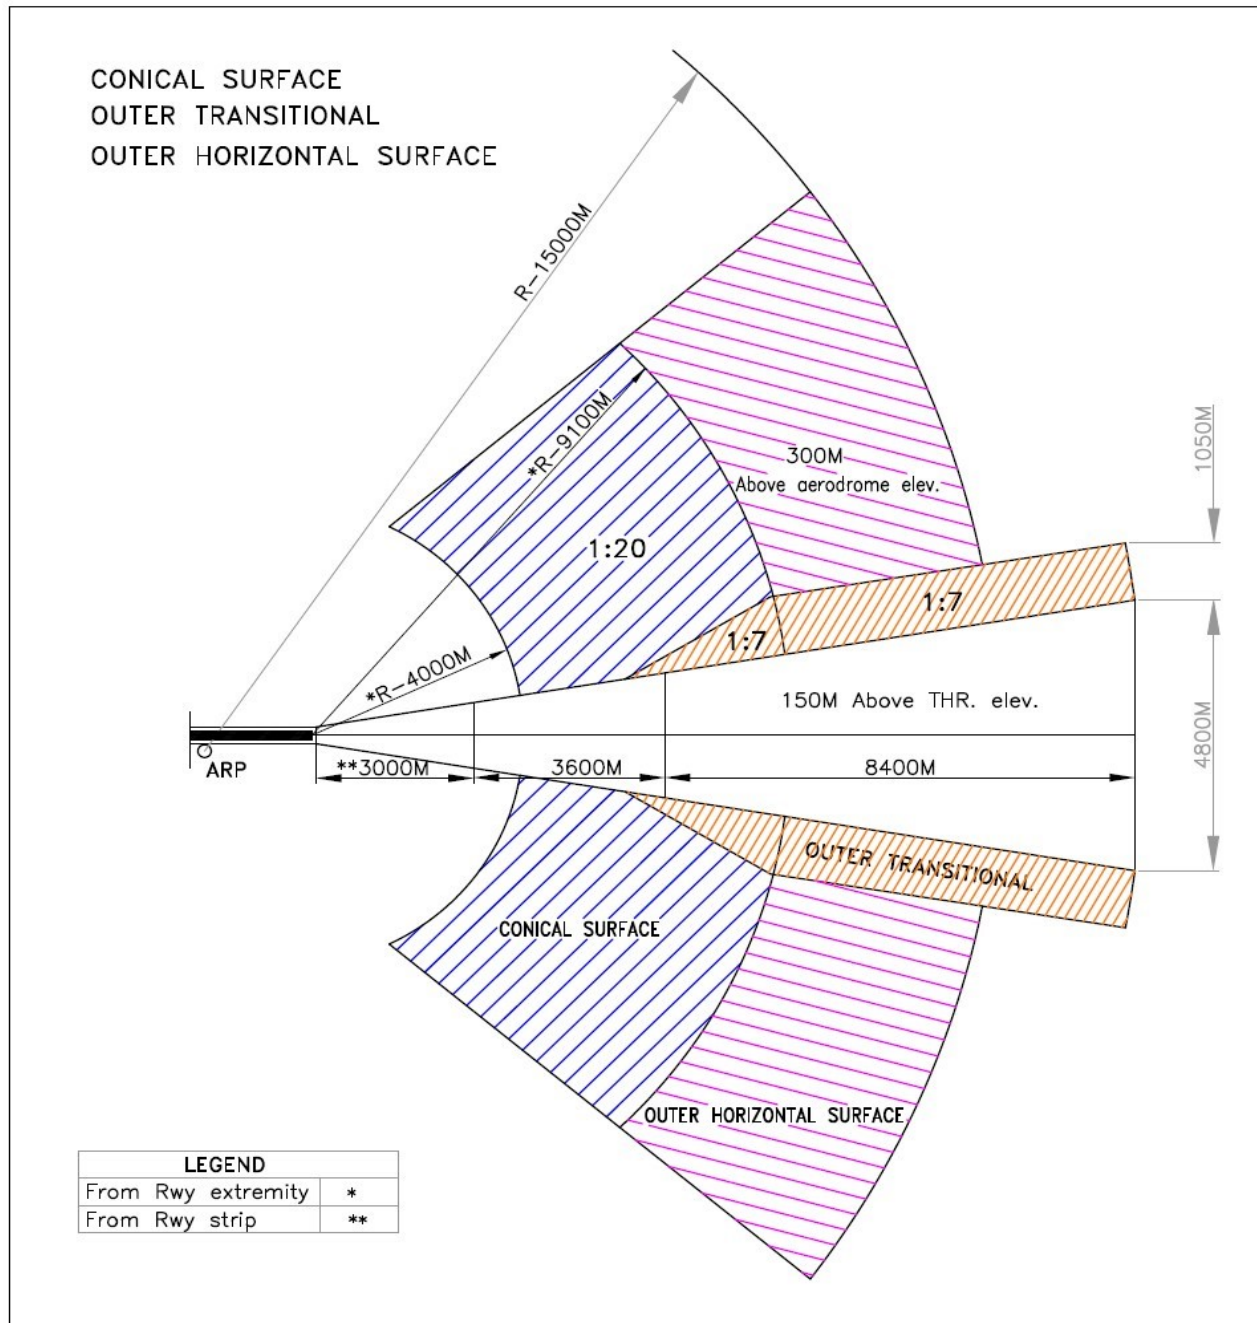 CONICAL SURFACE
OUTER TRANSITIONAL
OUTER HORIZONTAL SURFACE
R-15000M
*R-9100M
300M
Above aerodrome elev.
1050M
1:20
1:7
1:7
*R-4000M
150M Above THR. elev.
4800M
ARP
**3000M
3600M
8400M
OUTER TRANSITIONAL
CONICAL SURFACE
OUTER HORIZONTAL SURFACE
LEGEND
From Rwy extremity *
From Rwy strip **